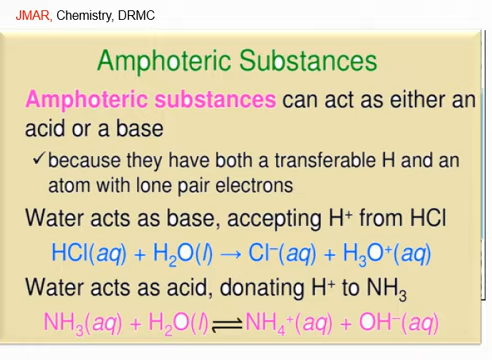 JMAR, Chemistry, DRMC
Amphoteric Substances
Amphoteric substances can act as either an
acid or a base
✓because they have both a transferable H and an
atom with lone pair electrons
Water acts as base, accepting H⁺ from HCl
HCl(aq) + H₂O(l) → Cl⁻(aq) + H₃O⁺(aq)
Water acts as acid, donating H⁺ to NH₃
NH₃(aq) + H₂O(l)⇌NH₄⁺(aq) + OH⁻(aq)